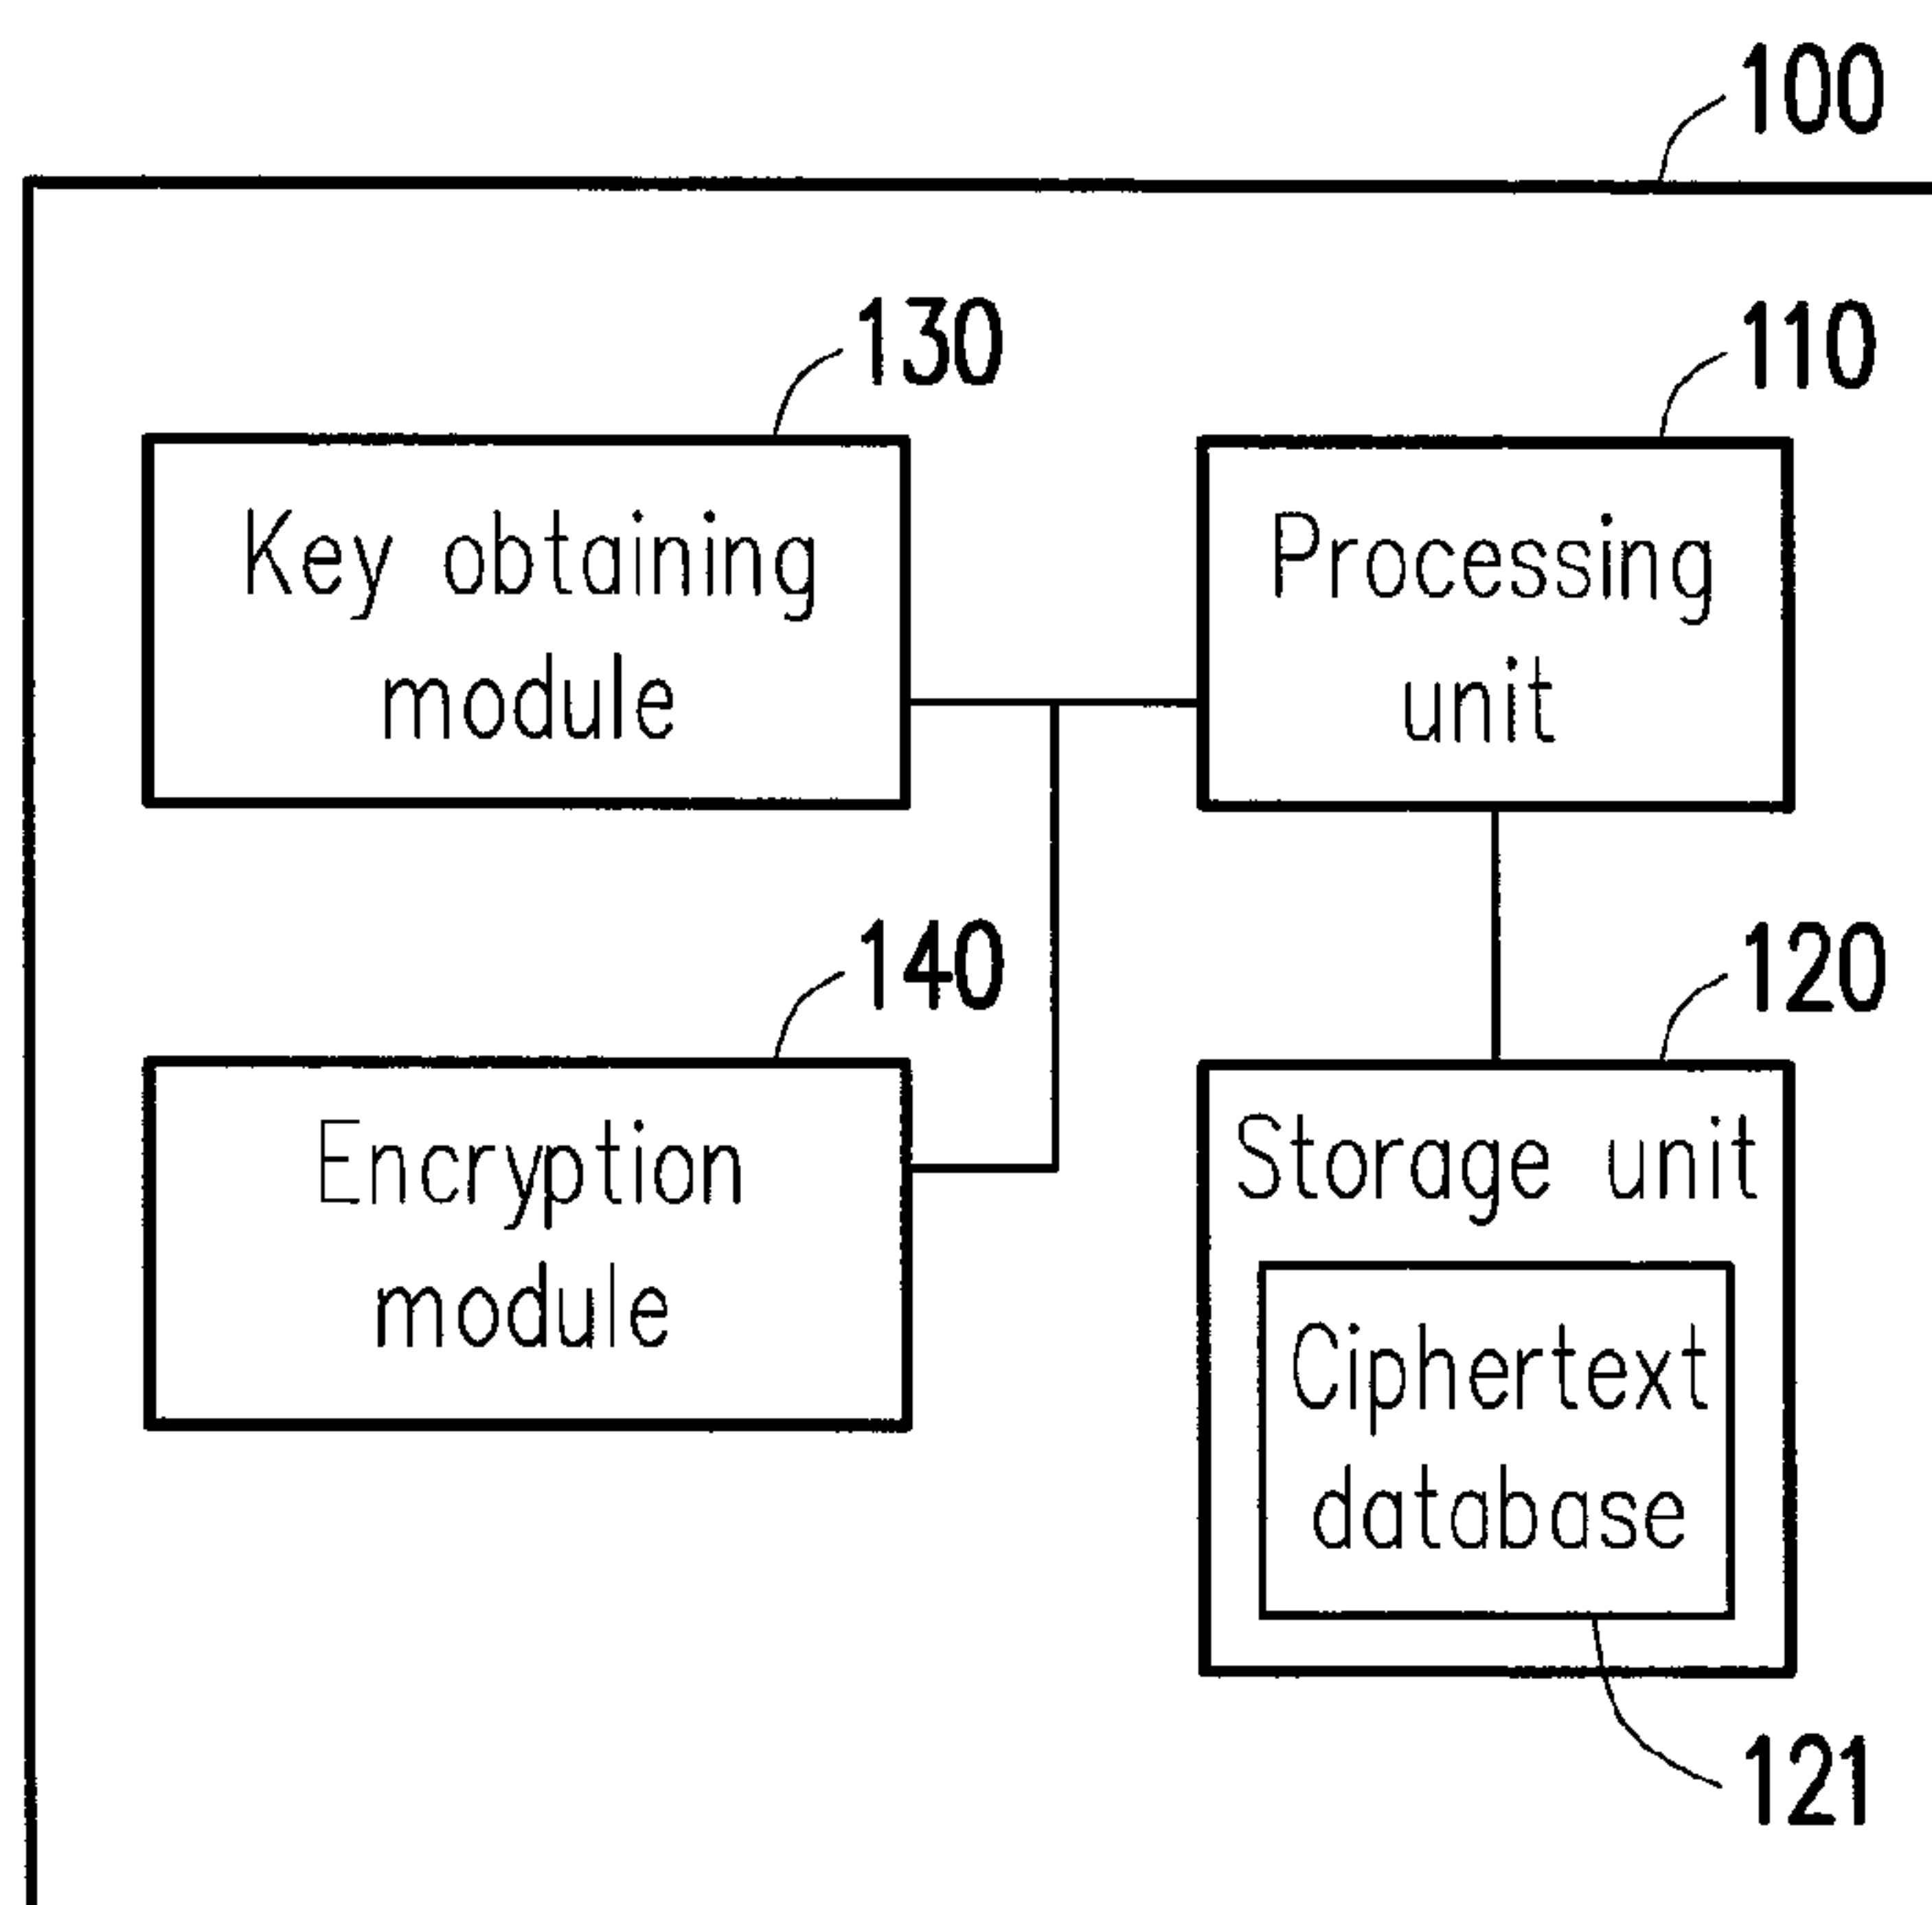 100
130
110
Key obtaining
module
Processing
unit
140
120
Encryption
module
Storage unit
Ciphertext
database
121